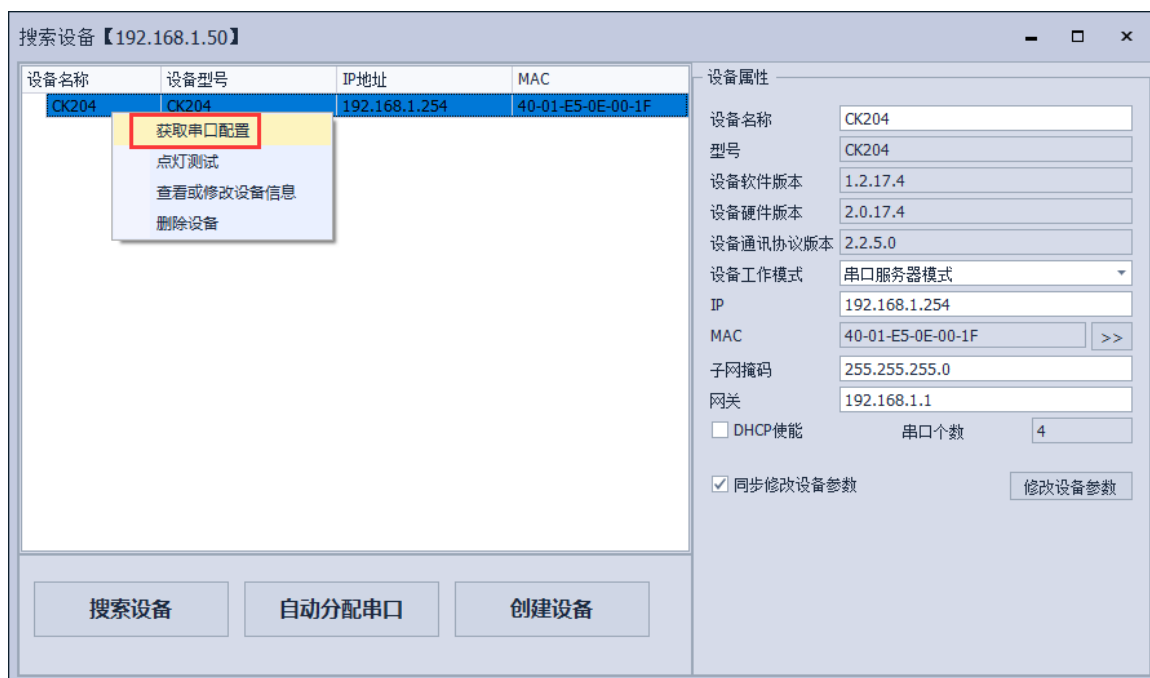 搜索设备【192.168.1.50】
设备名称 设备型号 IP地址 MAC
CK204 CK204 192.168.1.254 40-01-E5-0E-00-1F
获取串口配置
点灯测试
查看或修改设备信息
删除设备
搜索设备 自动分配串口 创建设备
设备属性
设备名称 CK204
型号 CK204
设备软件版本 1.2.17.4
设备硬件版本 2.0.17.4
设备通讯协议版本 2.2.5.0
设备工作模式 串口服务器模式
IP 192.168.1.254
MAC 40-01-E5-0E-00-1F >>
子网掩码 255.255.255.0
网关 192.168.1.1
DHCP使能 串口个数 4
同步修改设备参数 修改设备参数